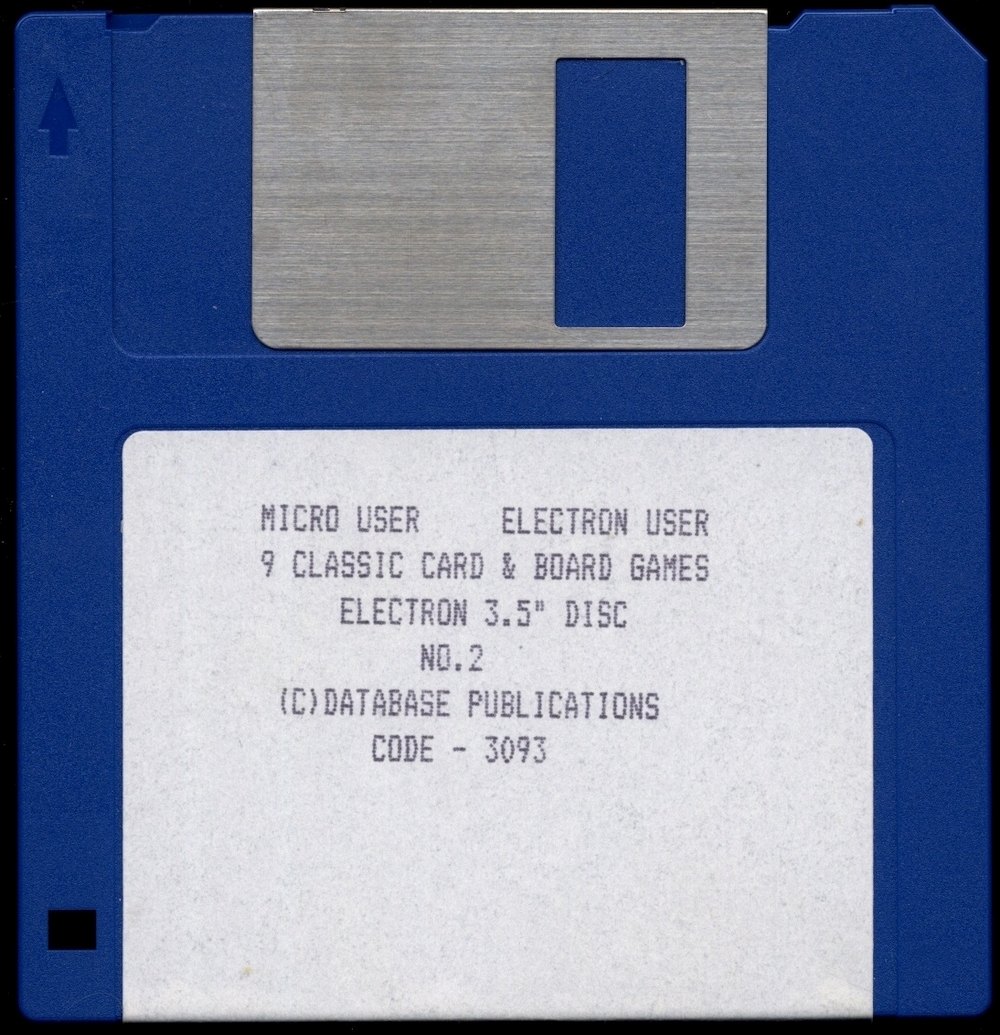 MICRO USER ELECTRON USER
9 CLASSIC CARD & BOARD GAMES
ELECTRON 3.5" DISC
NO.2
(C)DATABASE PUBLICATIONS
CODE - 3093